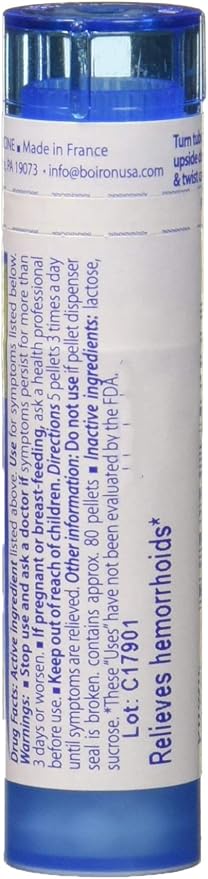 ONE ■ Made in France
PA 19073 • info@boironusa.com
Turn tub
upside do
& twist c
Drug Facts: Active ingredient listed above. Use for symptoms listed below.
Warnings: ■ Stop use and ask a doctor if symptoms persist for more than
3 days or worsen. ■ If pregnant or breast-feeding, ask a health professional
before use. ■ Keep out of reach of children. Directions 5 pellets 3 times a day
until symptoms are relieved. Other information: Do not use if pellet dispenser
seal is broken. contains approx. 80 pellets ■ Inactive ingredients: lactose,
sucrose. *These "Uses" have not been evaluated by the FDA.
Lot: C17901
Relieves hemorrhoids*